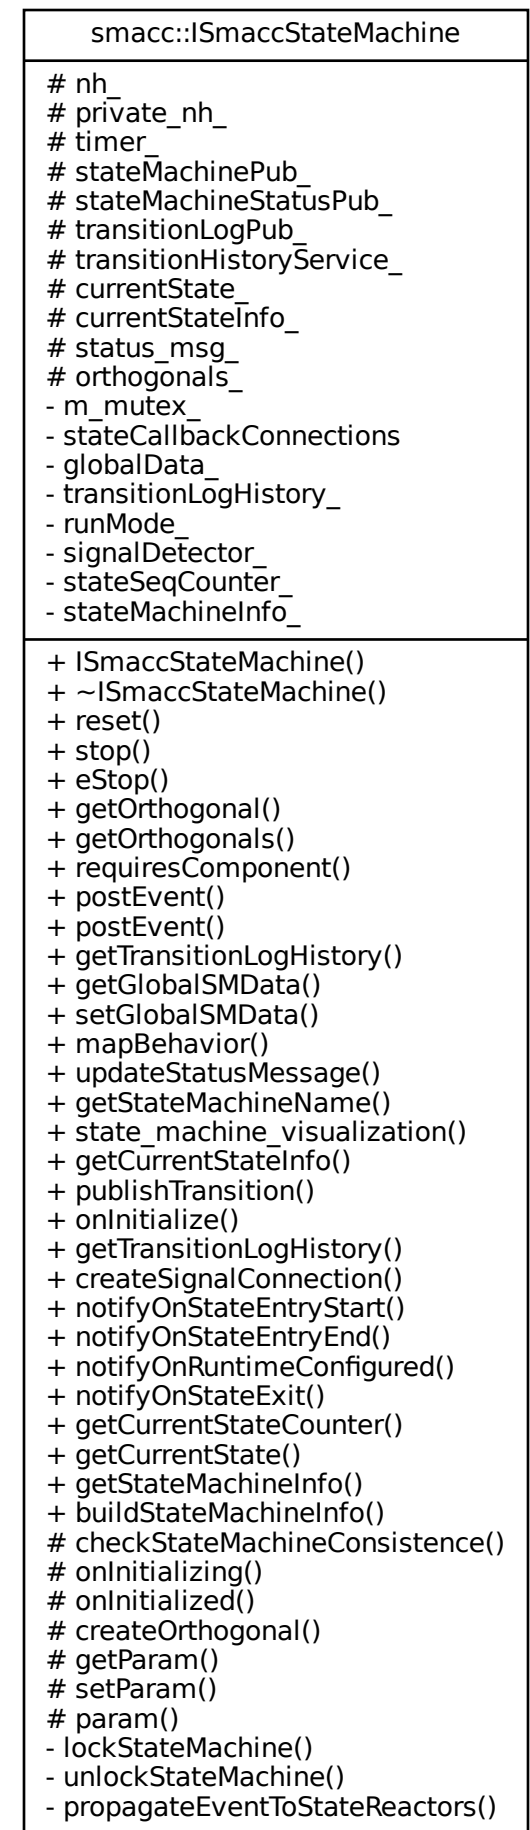 smacc::ISmaccStateMachine
# nh_
# private_nh_
# timer_
# stateMachinePub_
# stateMachineStatusPub_
# transitionLogPub_
# transitionHistoryService_
# currentState_
# currentStateInfo_
# status_msg_
# orthogonals_
- m_mutex_
- stateCallbackConnections
- globalData_
- transitionLogHistory_
- runMode_
- signalDetector_
- stateSeqCounter_
- stateMachineInfo_
+ ISmaccStateMachine()
+ ~ISmaccStateMachine()
+ reset()
+ stop()
+ eStop()
+ getOrthogonal()
+ getOrthogonals()
+ requiresComponent()
+ postEvent()
+ postEvent()
+ getTransitionLogHistory()
+ getGlobalSMData()
+ setGlobalSMData()
+ mapBehavior()
+ updateStatusMessage()
+ getStateMachineName()
+ state_machine_visualization()
+ getCurrentStateInfo()
+ publishTransition()
+ onInitialize()
+ getTransitionLogHistory()
+ createSignalConnection()
+ notifyOnStateEntryStart()
+ notifyOnStateEntryEnd()
+ notifyOnRuntimeConfigured()
+ notifyOnStateExit()
+ getCurrentStateCounter()
+ getCurrentState()
+ getStateMachineInfo()
+ buildStateMachineInfo()
# checkStateMachineConsistence()
# onInitializing()
# onInitialized()
# createOrthogonal()
# getParam()
# setParam()
# param()
- lockStateMachine()
- unlockStateMachine()
- propagateEventToStateReactors()